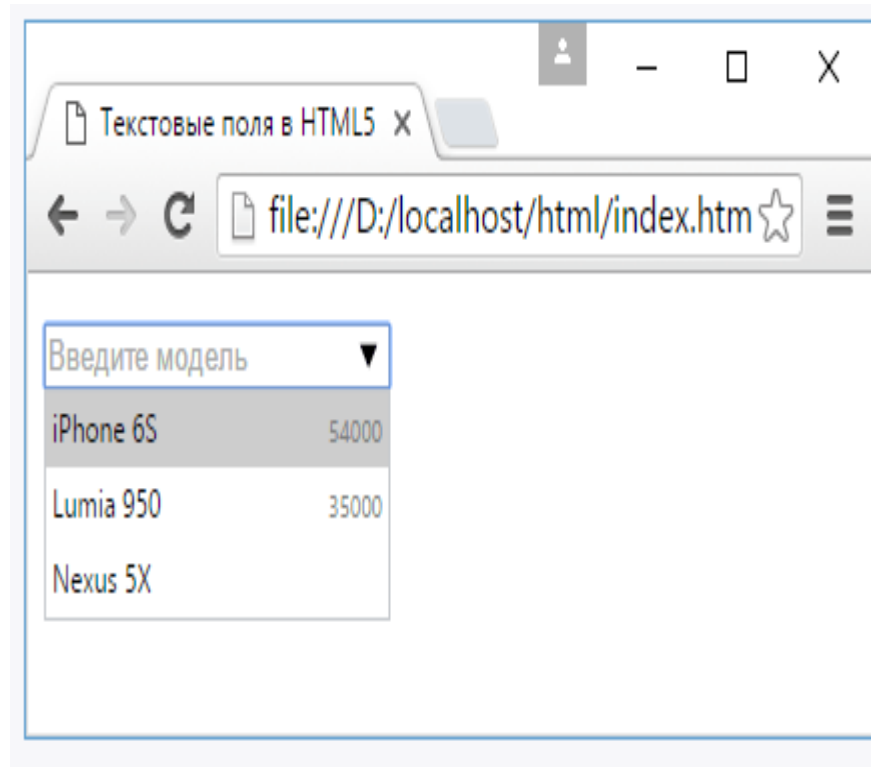 Текстовые поля в HTML5
file:///D:/localhost/html/index.htm
Введите модель
iPhone 6S 54000
Lumia 950 35000
Nexus 5X